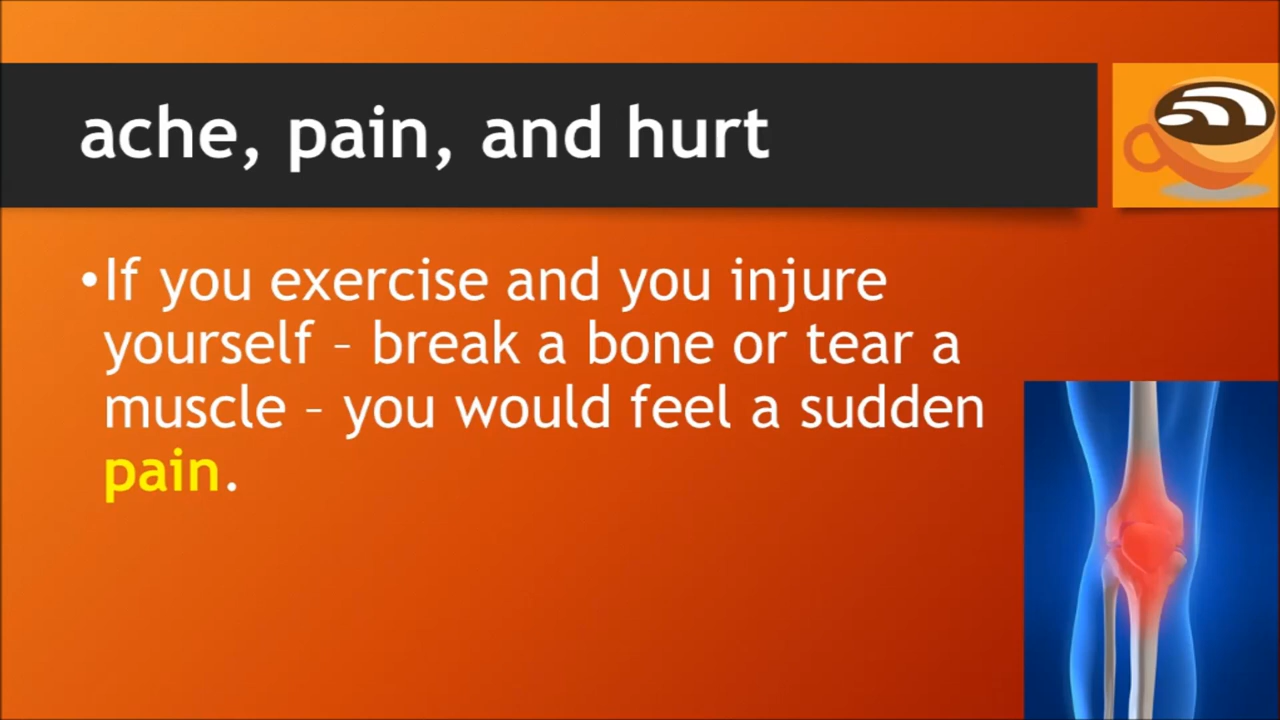 ache, pain, and hurt
•If you exercise and you injure
yourself – break a bone or tear a
muscle – you would feel a sudden
pain.